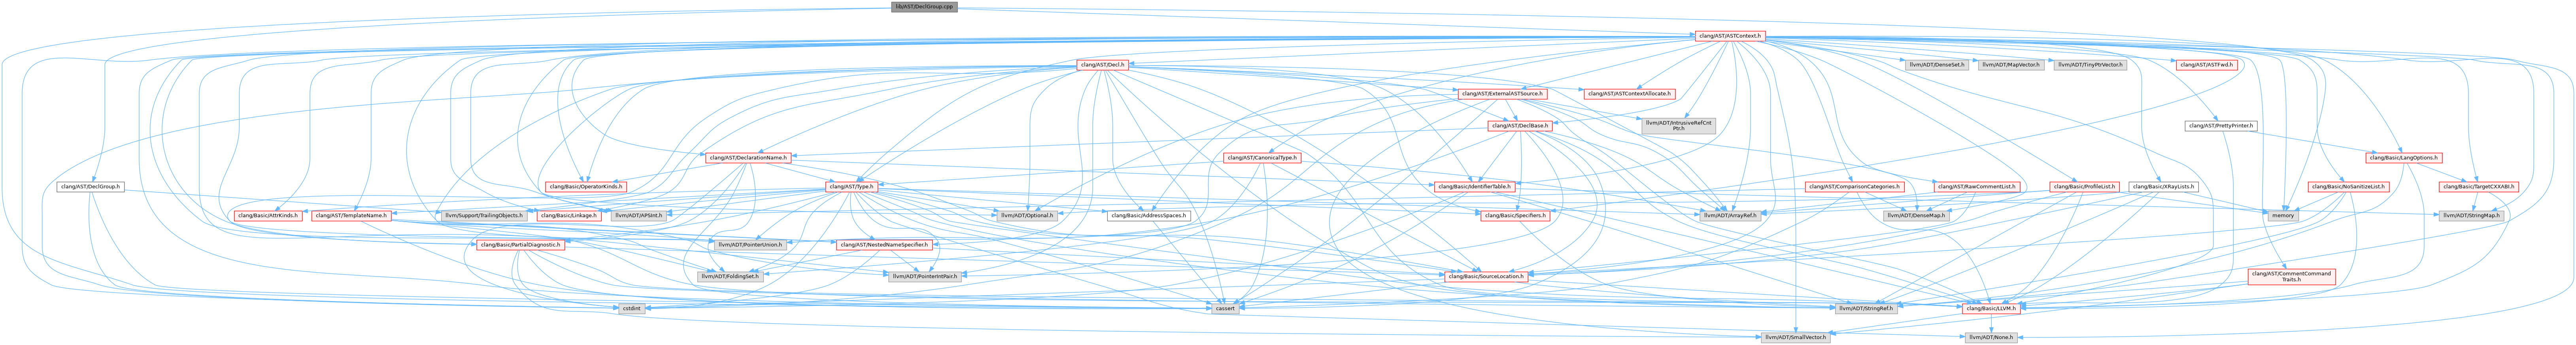 lib/AST/DeclGroup.cpp
clang/AST/ASTContext.h
clang/AST/Decl.h
llvm/ADT/DenseSet.h
llvm/ADT/MapVector.h
llvm/ADT/TinyPtrVector.h
clang/AST/ASTFwd.h
clang/AST/ExternalASTSource.h
clang/AST/ASTContextAllocate.h
clang/AST/DeclBase.h
llvm/ADT/IntrusiveRefCnt
Ptr.h
clang/AST/PrettyPrinter.h
clang/AST/DeclarationName.h
clang/AST/CanonicalType.h
clang/Basic/LangOptions.h
clang/AST/DeclGroup.h
clang/Basic/OperatorKinds.h
clang/AST/Type.h
clang/Basic/IdentifierTable.h
clang/AST/ComparisonCategories.h
clang/AST/RawCommentList.h
clang/Basic/ProfileList.h
clang/Basic/XRayLists.h
clang/Basic/NoSanitizeList.h
clang/Basic/TargetCXXABI.h
clang/Basic/AttrKinds.h
clang/AST/TemplateName.h
llvm/Support/TrailingObjects.h
clang/Basic/Linkage.h
llvm/ADT/APSInt.h
llvm/ADT/Optional.h
clang/Basic/AddressSpaces.h
clang/Basic/Specifiers.h
llvm/ADT/ArrayRef.h
llvm/ADT/DenseMap.h
memory
llvm/ADT/StringMap.h
clang/Basic/PartialDiagnostic.h
llvm/ADT/PointerUnion.h
clang/AST/NestedNameSpecifier.h
llvm/ADT/FoldingSet.h
llvm/ADT/PointerIntPair.h
clang/Basic/SourceLocation.h
clang/AST/CommentCommand
Traits.h
cstdint
cassert
llvm/ADT/StringRef.h
clang/Basic/LLVM.h
llvm/ADT/SmallVector.h
llvm/ADT/None.h